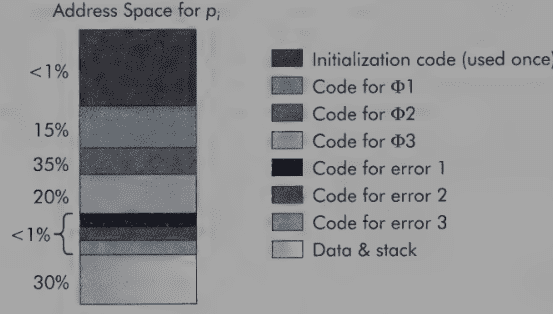 Address Space for pᵢ
<1%
15%
35%
20%
<1%
30%
Initialization code (used once)
Code for Φ1
Code for Φ2
Code for Φ3
Code for error 1
Code for error 2
Code for error 3
Data & stack